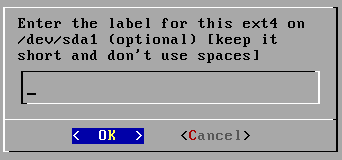 Enter the label for this ext4 on
/dev/sda1 (optional) [keep it
short and don't use spaces]
_
< OK > <Cancel>